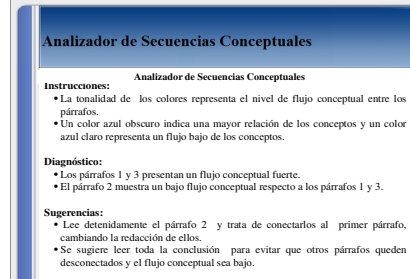 Analizador de Secuencias Conceptuales
Analizador de Secuencias Conceptuales
Instrucciones:
• La tonalidad de los colores representa el nivel de flujo conceptual entre los
párrafos.
• Un color azul obscuro indica una mayor relación de los conceptos y un color
azul claro representa un flujo bajo de los conceptos.
Diagnóstico:
• Los párrafos 1 y 3 presentan un flujo conceptual fuerte.
• El párrafo 2 muestra un bajo flujo conceptual respecto a los párrafos 1 y 3.
Sugerencias:
• Lee detenidamente el párrafo 2 y trata de conectarlos al primer párrafo,
cambiando la redacción de ellos.
• Se sugiere leer toda la conclusión para evitar que otros párrafos queden
desconectados y el flujo conceptual sea bajo.